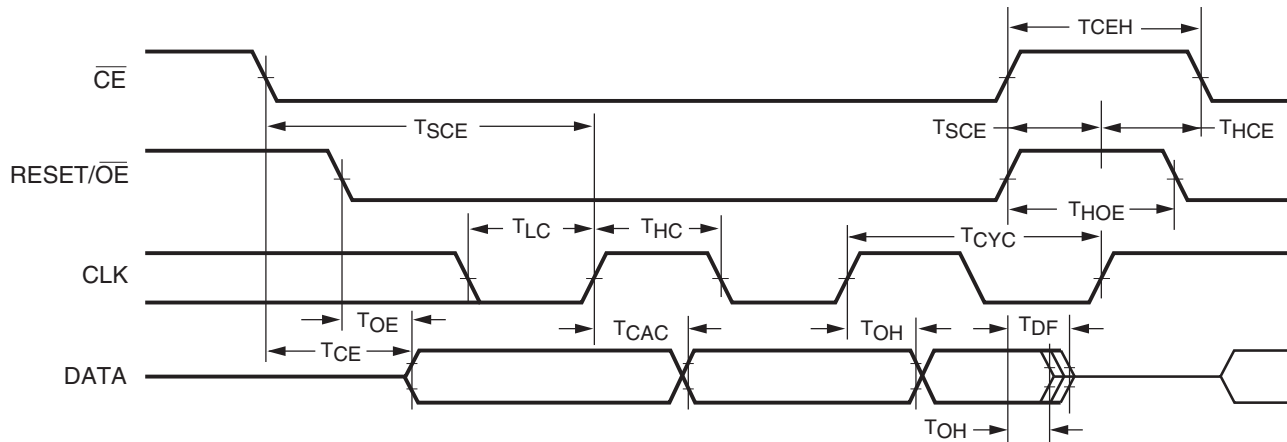 TCEH
CE
TSCE
TSCE
THCE
RESET/OE
TLC
THC
THOE
TCYC
CLK
TOE
TCAC
TOH
TDF
TCE
DATA
TOH